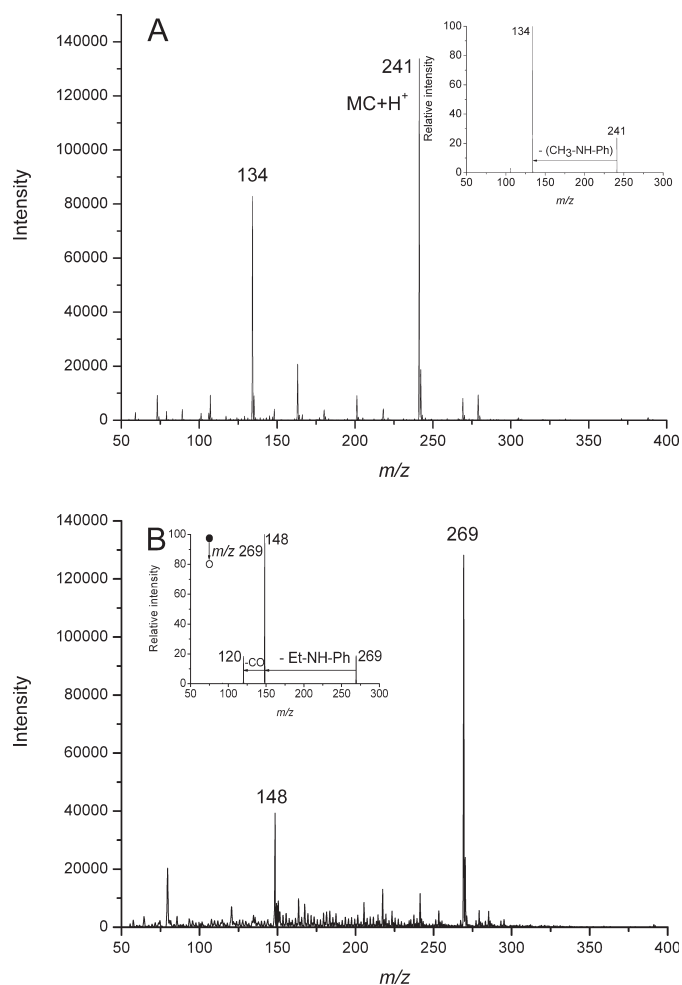 A
140000
120000
100000
80000
60000
40000
20000
0
Intensity
241
MC+H+
134
50 100 150 200 250 300 350 400
m/z
100
80
60
40
20
0
Relative intensity
134
241
- (CH3-NH-Ph)
50 100 150 200 250 300
m/z
B
140000
120000
100000
80000
60000
40000
20000
0
Intensity
269
148
50 100 150 200 250 300 350 400
m/z
100
80
60
40
20
0
Relative intensity
m/z 269
148
120 -CO - Et-NH-Ph 269
50 100 150 200 250 300
m/z